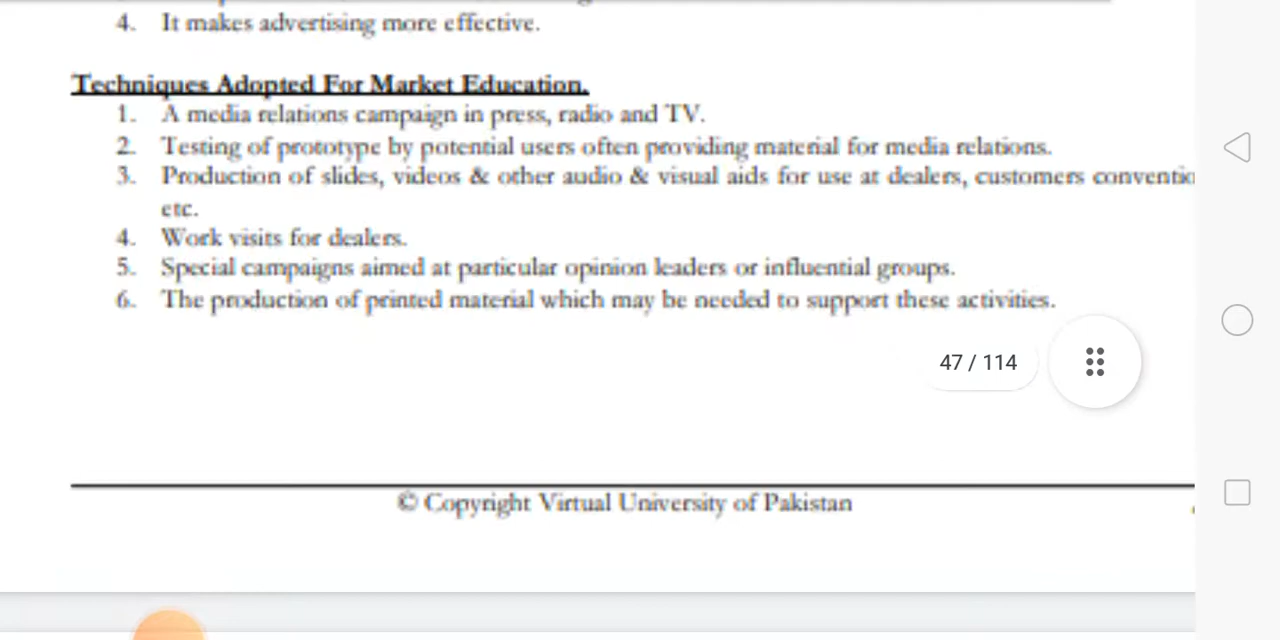 4. It makes advertising more effective.
Techniques Adopted For Market Education.
1. A media relations campaign in press, radio and TV.
2. Testing of prototype by potential users often providing material for media relations.
3. Production of slides, videos & other audio & visual aids for use at dealers, customers conventio
etc.
4. Work visits for dealers.
5. Special campaigns aimed at particular opinion leaders or influential groups.
6. The production of printed material which may be needed to support these activities.
47 / 114
© Copyright Virtual University of Pakistan